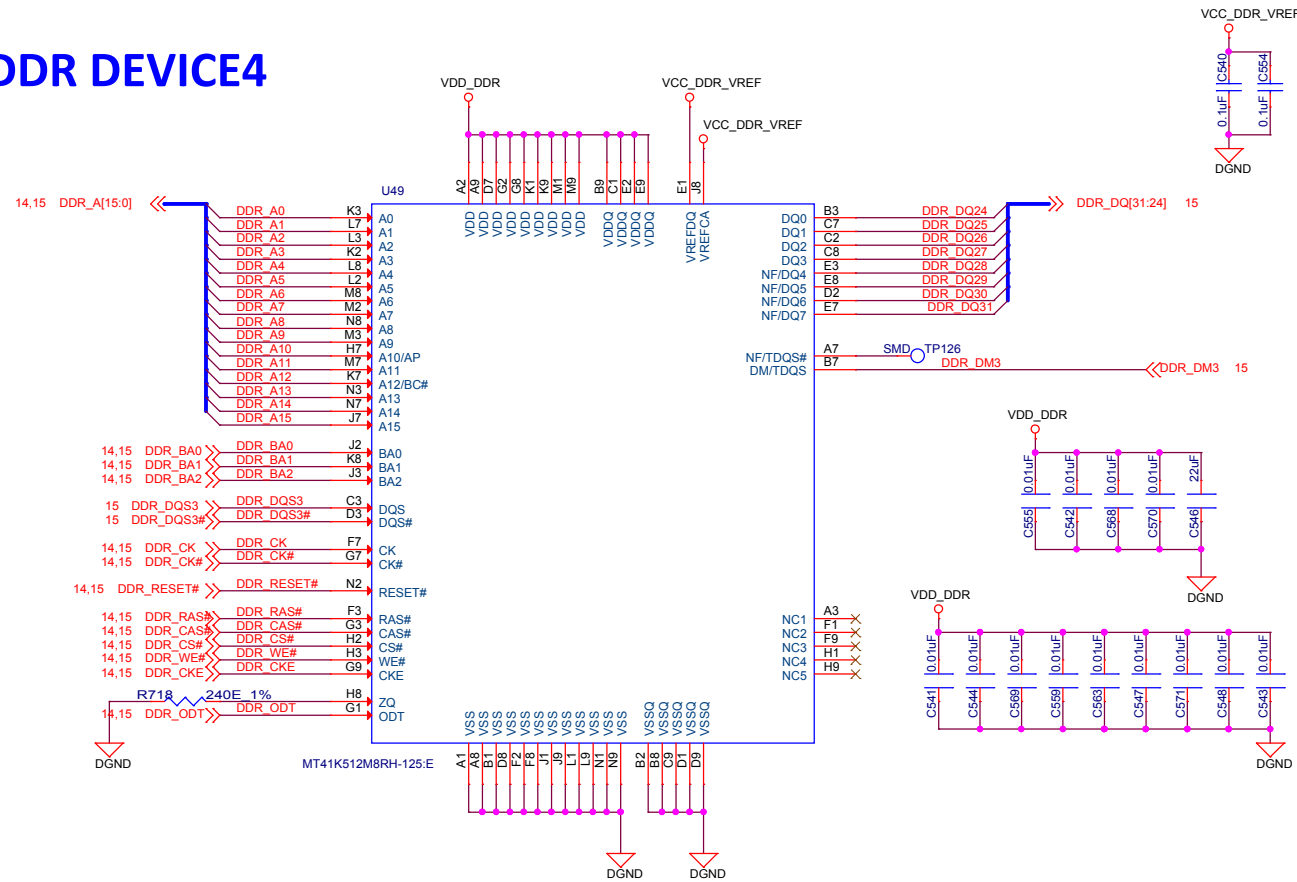 VCC_DDR_VREF
DDR DEVICE4
C540
C554
0.1uF
0.1uF
DGND
VDD_DDR
VCC_DDR_VREF
VCC_DDR_VREF
A2 A9 D7 G2 G8 K1 K9 M1 M9 B9 C1 E2 E9 E1 J8
U49
VDD VDD VDD VDD VDD VDD VDD VDD VDD VDDQ VDDQ VDDQ VDDQ VREFDQ VREFCA
14,15 DDR_A[15:0]
DDR_A0 K3 A0
DDR_A1 L7 A1
DDR_A2 L3 A2
DDR_A3 K2 A3
DDR_A4 L8 A4
DDR_A5 L2 A5
DDR_A6 M8 A6
DDR_A7 M2 A7
DDR_A8 N8 A8
DDR_A9 M3 A9
DDR_A10 H7 A10/AP
DDR_A11 M7 A11
DDR_A12 K7 A12/BC#
DDR_A13 N3 A13
DDR_A14 N7 A14
DDR_A15 J7 A15
14,15 DDR_BA0 DDR_BA0 J2 BA0
14,15 DDR_BA1 DDR_BA1 K8 BA1
14,15 DDR_BA2 DDR_BA2 J3 BA2
15 DDR_DQS3 DDR_DQS3 C3 DQS
15 DDR_DQS3# DDR_DQS3# D3 DQS#
14,15 DDR_CK DDR_CK F7 CK
14,15 DDR_CK# DDR_CK# G7 CK#
14,15 DDR_RESET# DDR_RESET# N2 RESET#
14,15 DDR_RAS# DDR_RAS# F3 RAS#
14,15 DDR_CAS# DDR_CAS# G3 CAS#
14,15 DDR_CS# DDR_CS# H2 CS#
14,15 DDR_WE# DDR_WE# H3 WE#
14,15 DDR_CKE DDR_CKE G9 CKE
R718 240E_1% H8 ZQ
14,15 DDR_ODT DDR_ODT G1 ODT
DGND
MT41K512M8RH-125:E
VSS VSS VSS VSS VSS VSS VSS VSS VSS VSS VSS VSS VSSQ VSSQ VSSQ VSSQ VSSQ
A1 A8 B1 D8 F2 F8 J1 J9 L1 L9 N1 N9 B2 B8 C9 D1 D9
DGND
DGND
DQ0 B3 DDR_DQ24
DQ1 C7 DDR_DQ25
DQ2 C2 DDR_DQ26
DQ3 C8 DDR_DQ27
NF/DQ4 E3 DDR_DQ28
NF/DQ5 E8 DDR_DQ29
NF/DQ6 D2 DDR_DQ30
NF/DQ7 E7 DDR_DQ31
DDR_DQ[31:24] 15
NF/TDQS# A7 SMD TP126
DM/TDQS B7 DDR_DM3 DDR_DM3 15
NC1 A3
NC2 F1
NC3 F9
NC4 H1
NC5 H9
VDD_DDR
0.01uF 0.01uF 0.01uF 0.01uF 22uF
C555 C542 C568 C570 C546
DGND
VDD_DDR
0.01uF 0.01uF 0.01uF 0.01uF 0.01uF 0.01uF 0.01uF 0.01uF 0.01uF
C541 C544 C569 C559 C563 C547 C571 C548 C543
DGND